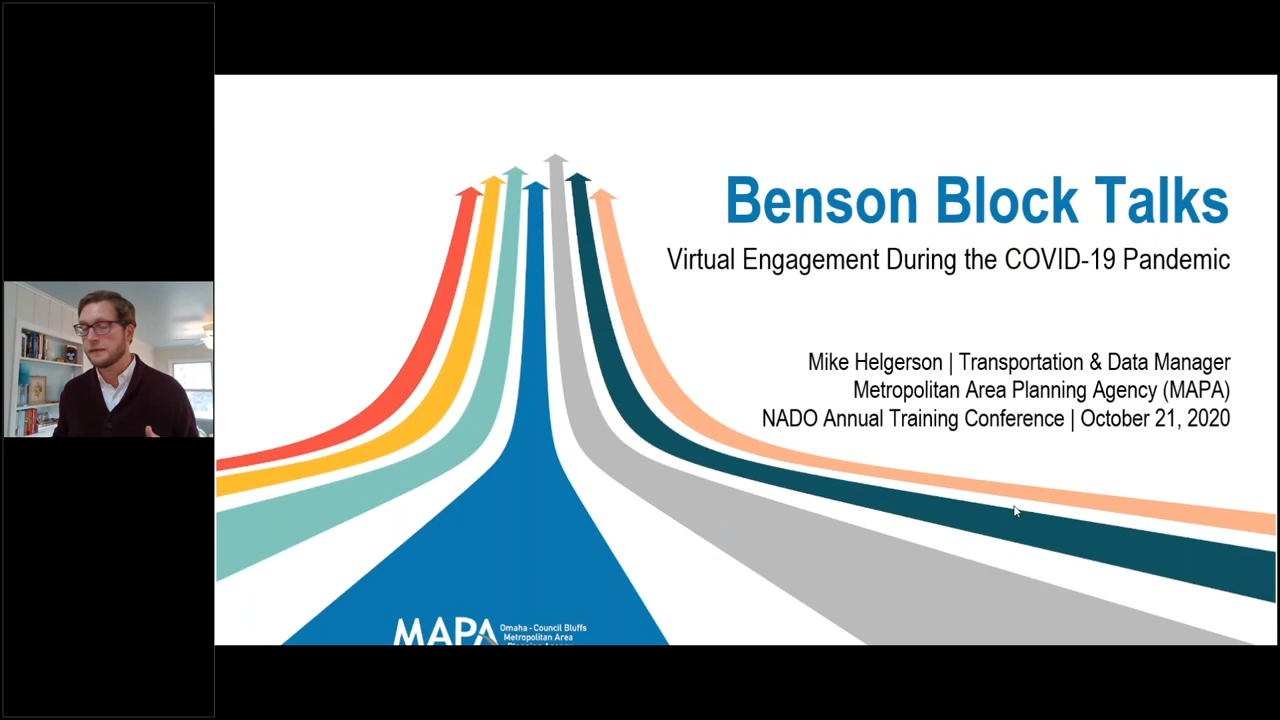 Benson Block Talks
Virtual Engagement During the COVID-19 Pandemic
Mike Helgerson | Transportation & Data Manager
Metropolitan Area Planning Agency (MAPA)
NADO Annual Training Conference | October 21, 2020
MAPA
Omaha - Council Bluffs
Metropolitan Area